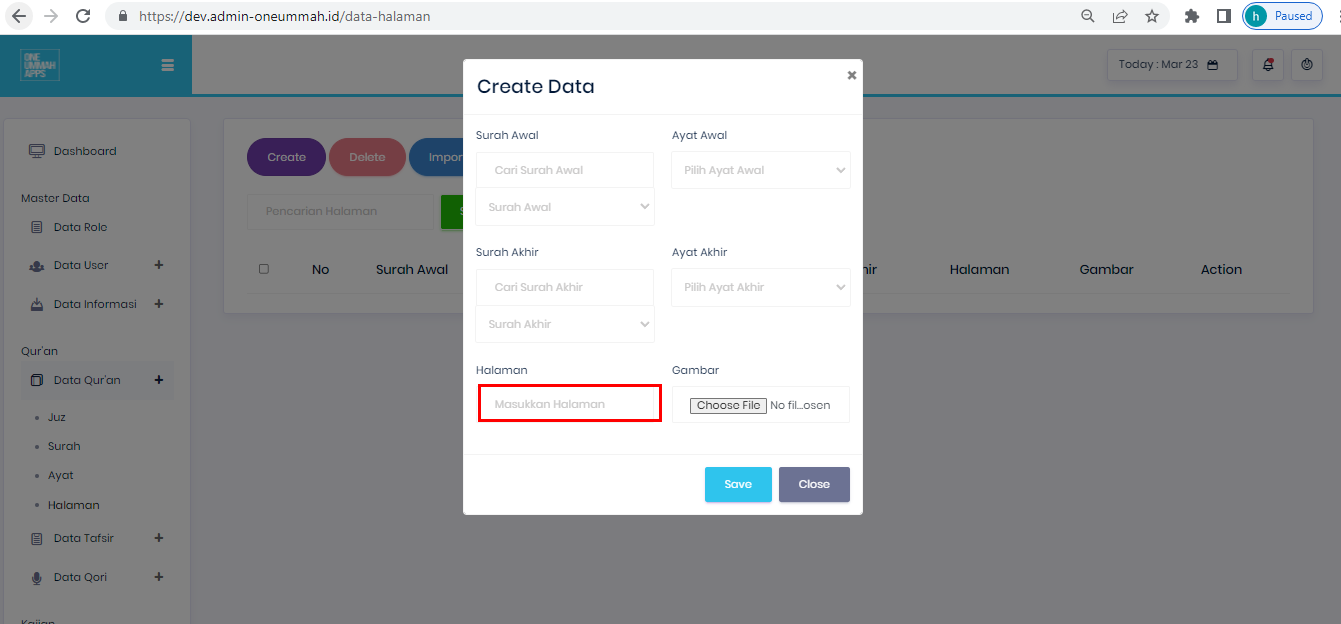 https://dev.admin-oneummah.id/data-halaman
h Paused
ONE
UMMAH
APPS
Today : Mar 23
Dashboard
Master Data
Data Role
Data User +
Data Informasi +
Qur'an
Data Qur'an +
Juz
Surah
Ayat
Halaman
Data Tafsir +
Data Qori +
Kajian
Create Delete Impor
Pencarian Halaman S
No Surah Awal hir Halaman Gambar Action
Create Data ×
Surah Awal Ayat Awal
Cari Surah Awal Pilih Ayat Awal
Surah Awal
Surah Akhir Ayat Akhir
Cari Surah Akhir Pilih Ayat Akhir
Surah Akhir
Halaman Gambar
Masukkan Halaman Choose File No fil...osen
Save Close